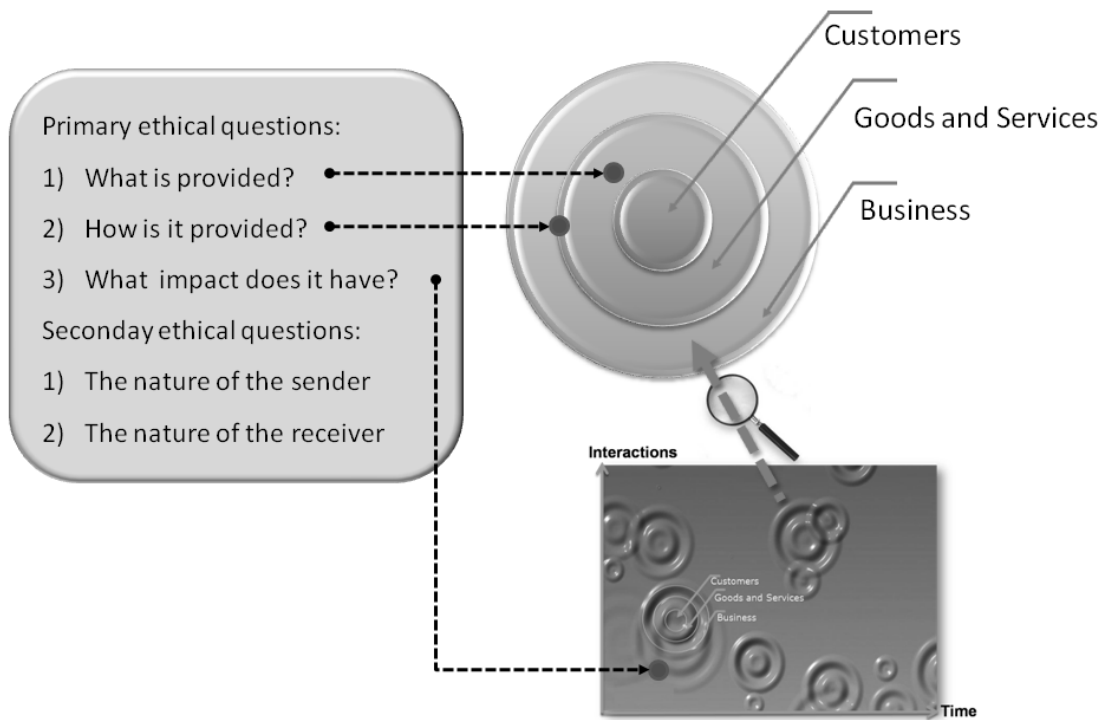 Primary ethical questions:
1) What is provided?
2) How is it provided?
3) What impact does it have?
Seconday ethical questions:
1) The nature of the sender
2) The nature of the receiver
Customers
Goods and Services
Business
Interactions
Customers
Goods and Services
Business
Time